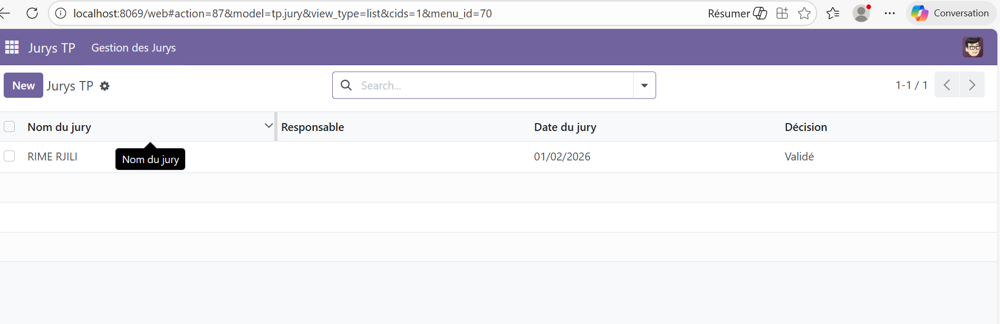 localhost:8069/web#action=87&model=tp.jury&view_type=list&cids=1&menu_id=70 Résumer Conversation
Jurys TP Gestion des Jurys
New Jurys TP Search... 1-1 / 1
Nom du jury Responsable Date du jury Décision
RIME RJILI 01/02/2026 Validé
Nom du jury